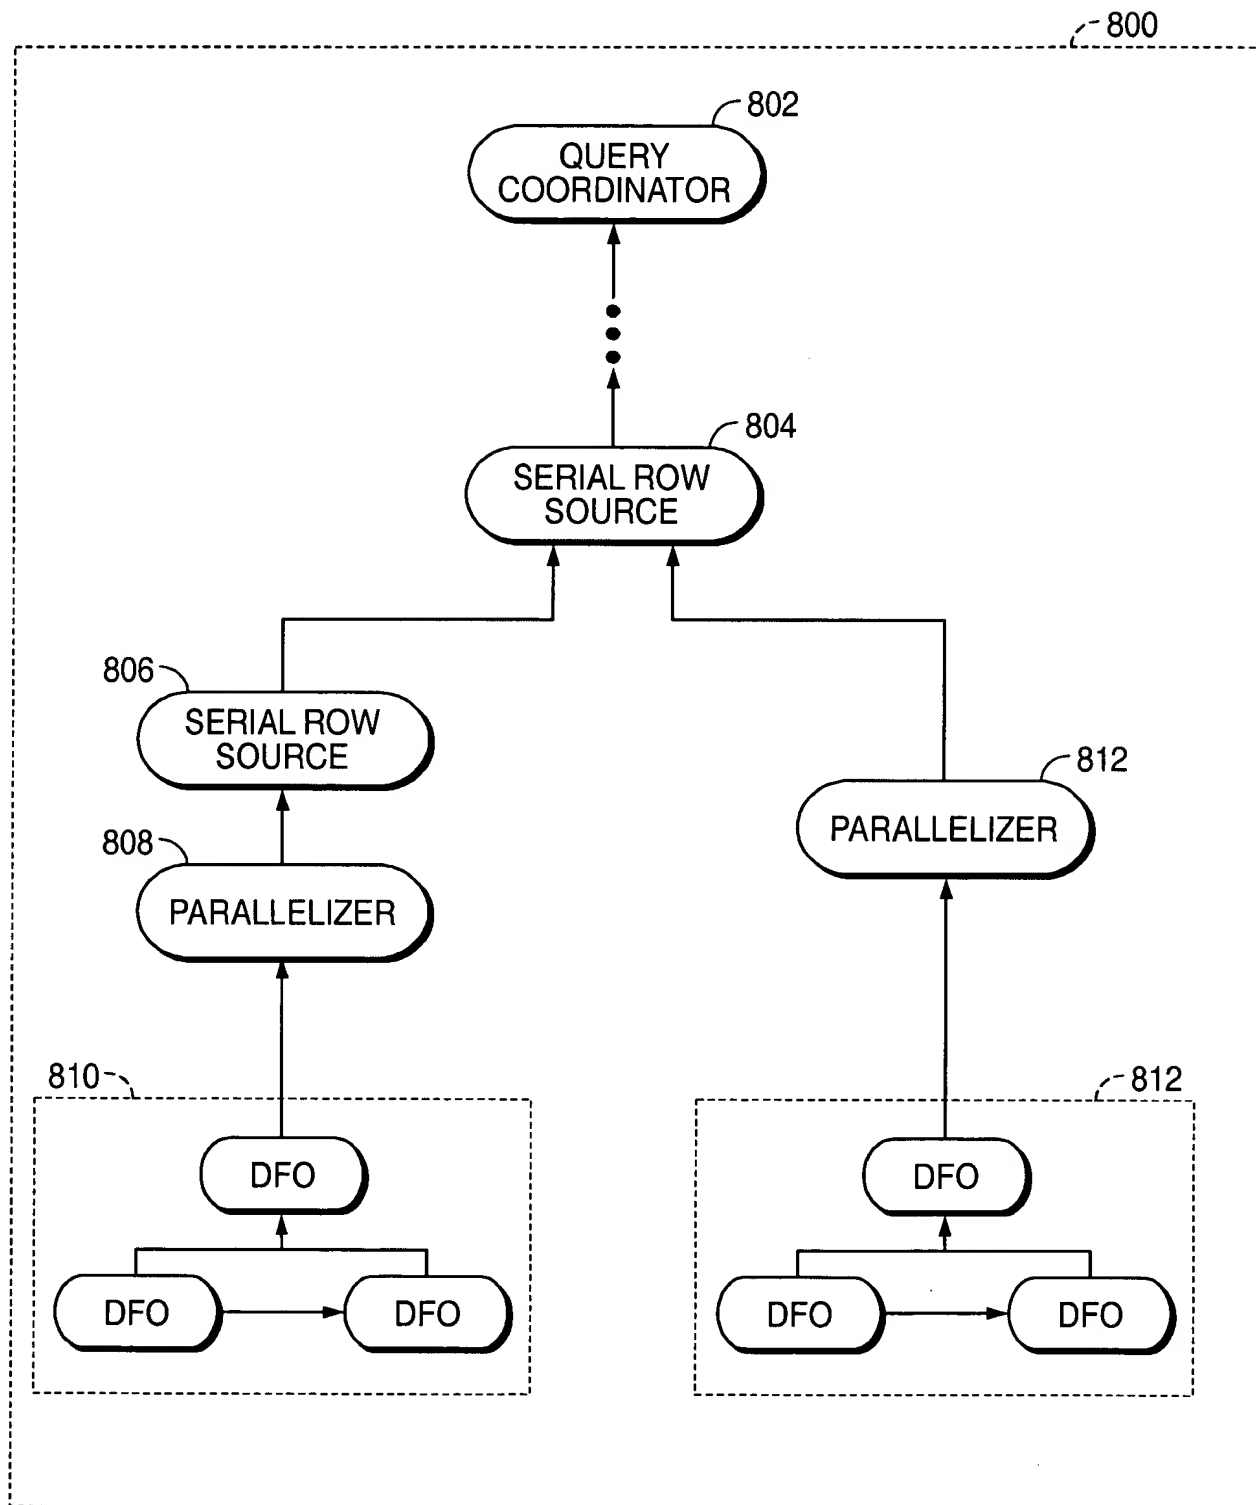 800
802
QUERY
COORDINATOR
804
SERIAL ROW
SOURCE
806
SERIAL ROW
SOURCE
812
PARALLELIZER
808
PARALLELIZER
810
812
DFO
DFO
DFO
DFO
DFO
DFO